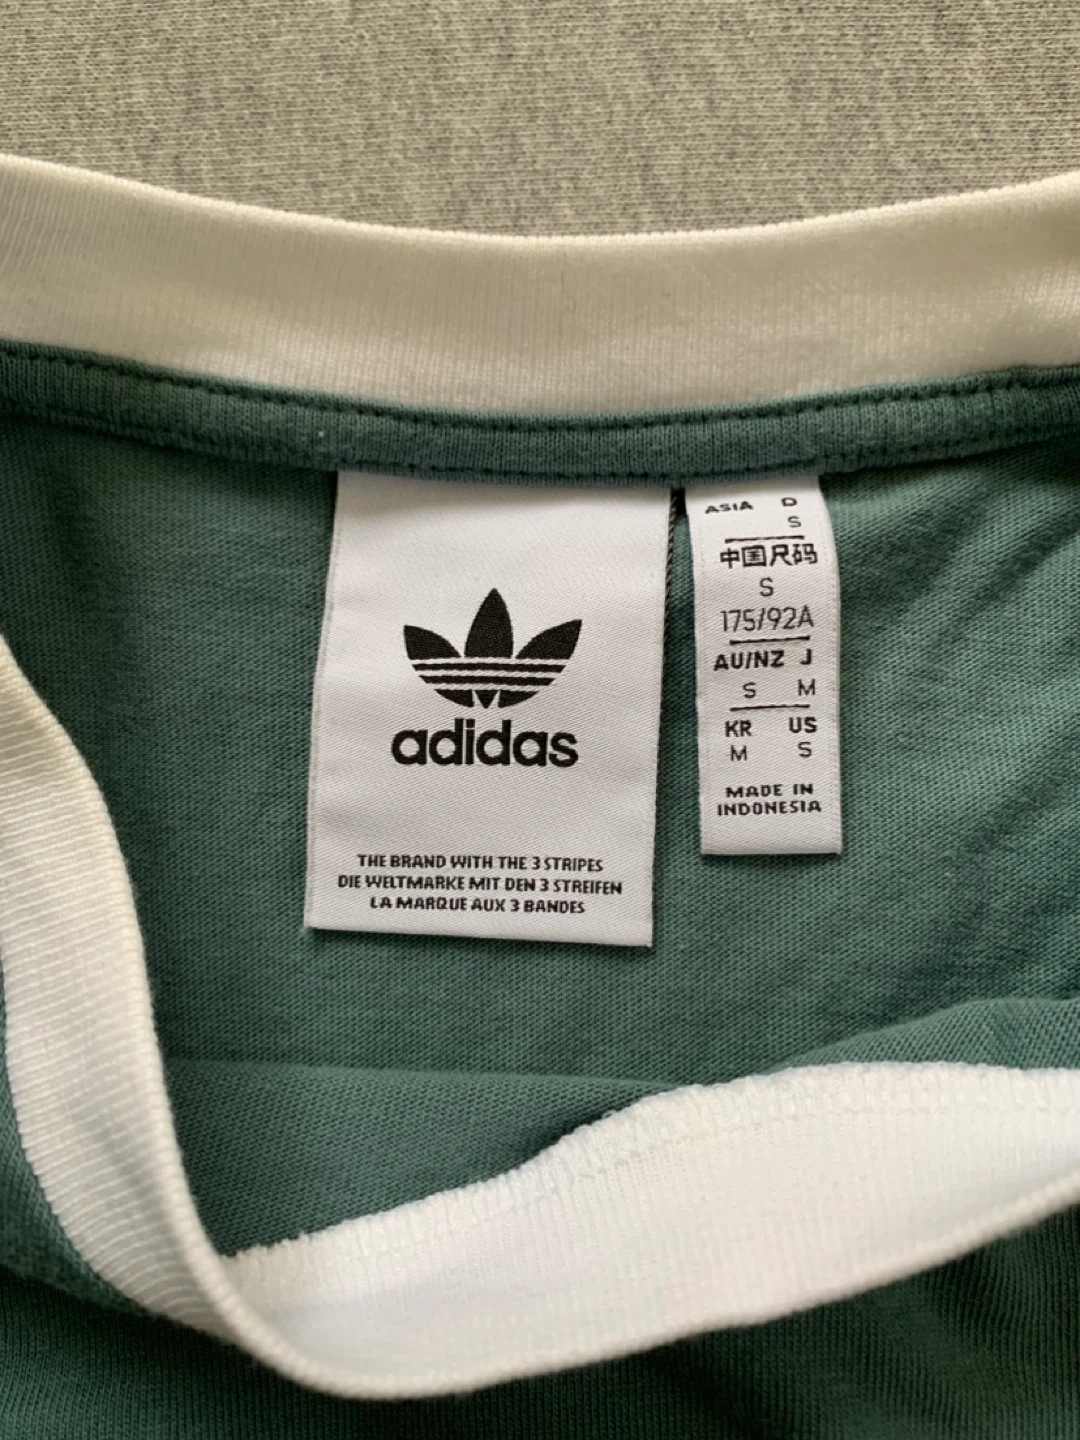 adidas
THE BRAND WITH THE 3 STRIPES
DIE WELTMARKE MIT DEN 3 STREIFEN
LA MARQUE AUX 3 BANDES
ASIA D
S
中国尺码
S
175/92A
AU/NZ J
S M
KR US
M S
MADE IN
INDONESIA